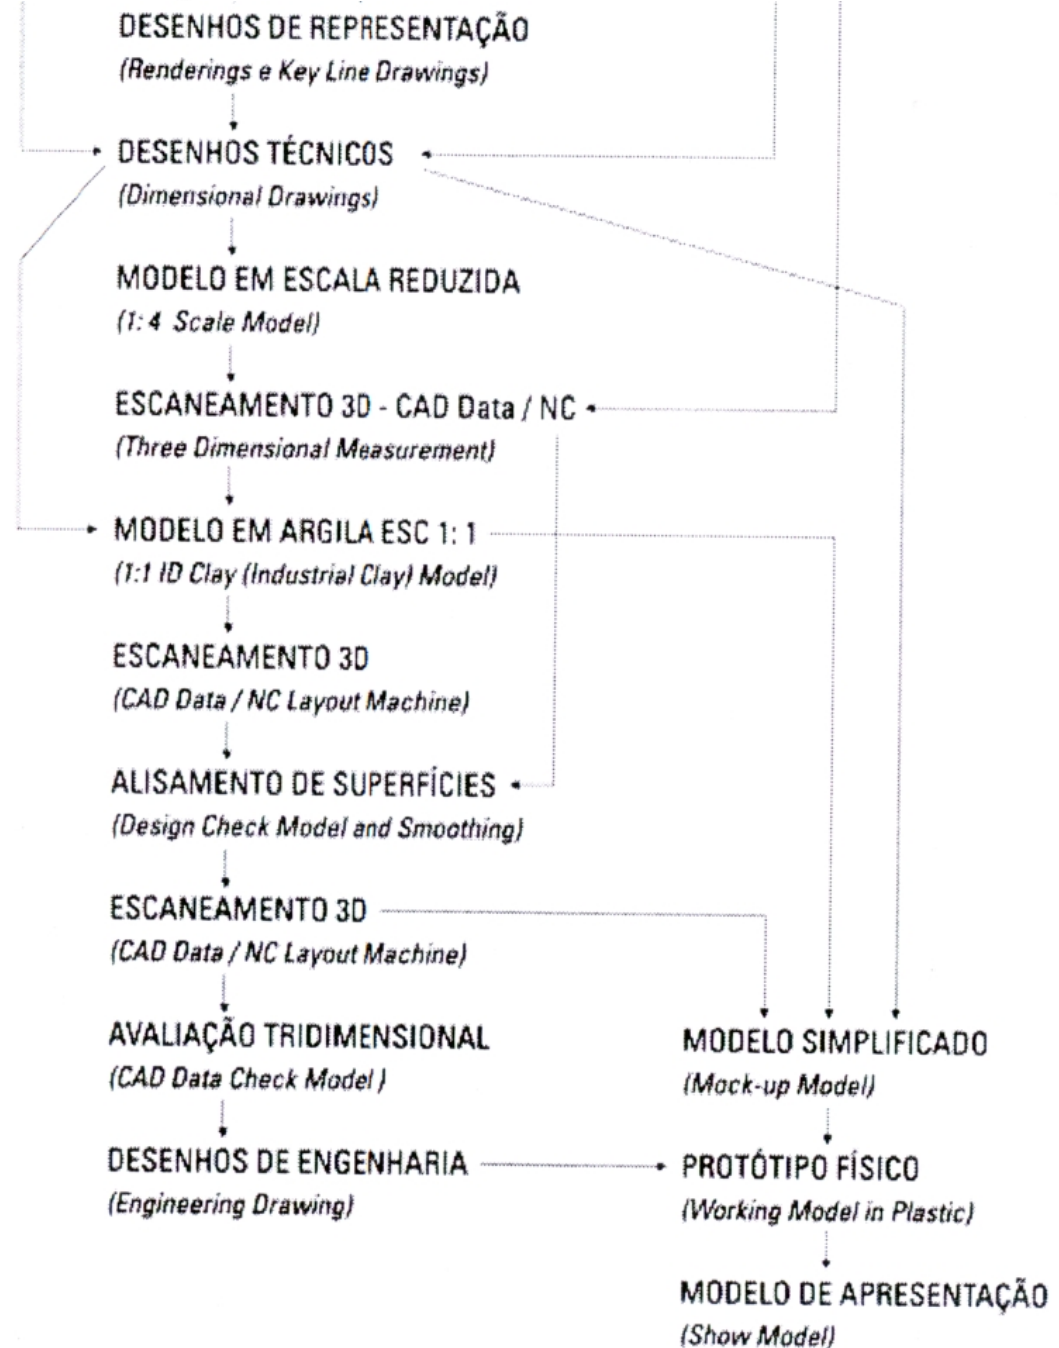 DESENHOS DE REPRESENTAÇÃO
(Renderings e Key Line Drawings)
DESENHOS TÉCNICOS
(Dimensional Drawings)
MODELO EM ESCALA REDUZIDA
(1: 4 Scale Model)
ESCANEAMENTO 3D - CAD Data / NC
(Three Dimensional Measurement)
MODELO EM ARGILA ESC 1: 1
(1:1 ID Clay (Industrial Clay) Model)
ESCANEAMENTO 3D
(CAD Data / NC Layout Machine)
ALISAMENTO DE SUPERFÍCIES
(Design Check Model and Smoothing)
ESCANEAMENTO 3D
(CAD Data / NC Layout Machine)
AVALIAÇÃO TRIDIMENSIONAL
(CAD Data Check Model )
DESENHOS DE ENGENHARIA
(Engineering Drawing)
MODELO SIMPLIFICADO
(Mock-up Model)
PROTÓTIPO FÍSICO
(Working Model in Plastic)
MODELO DE APRESENTAÇÃO
(Show Model)